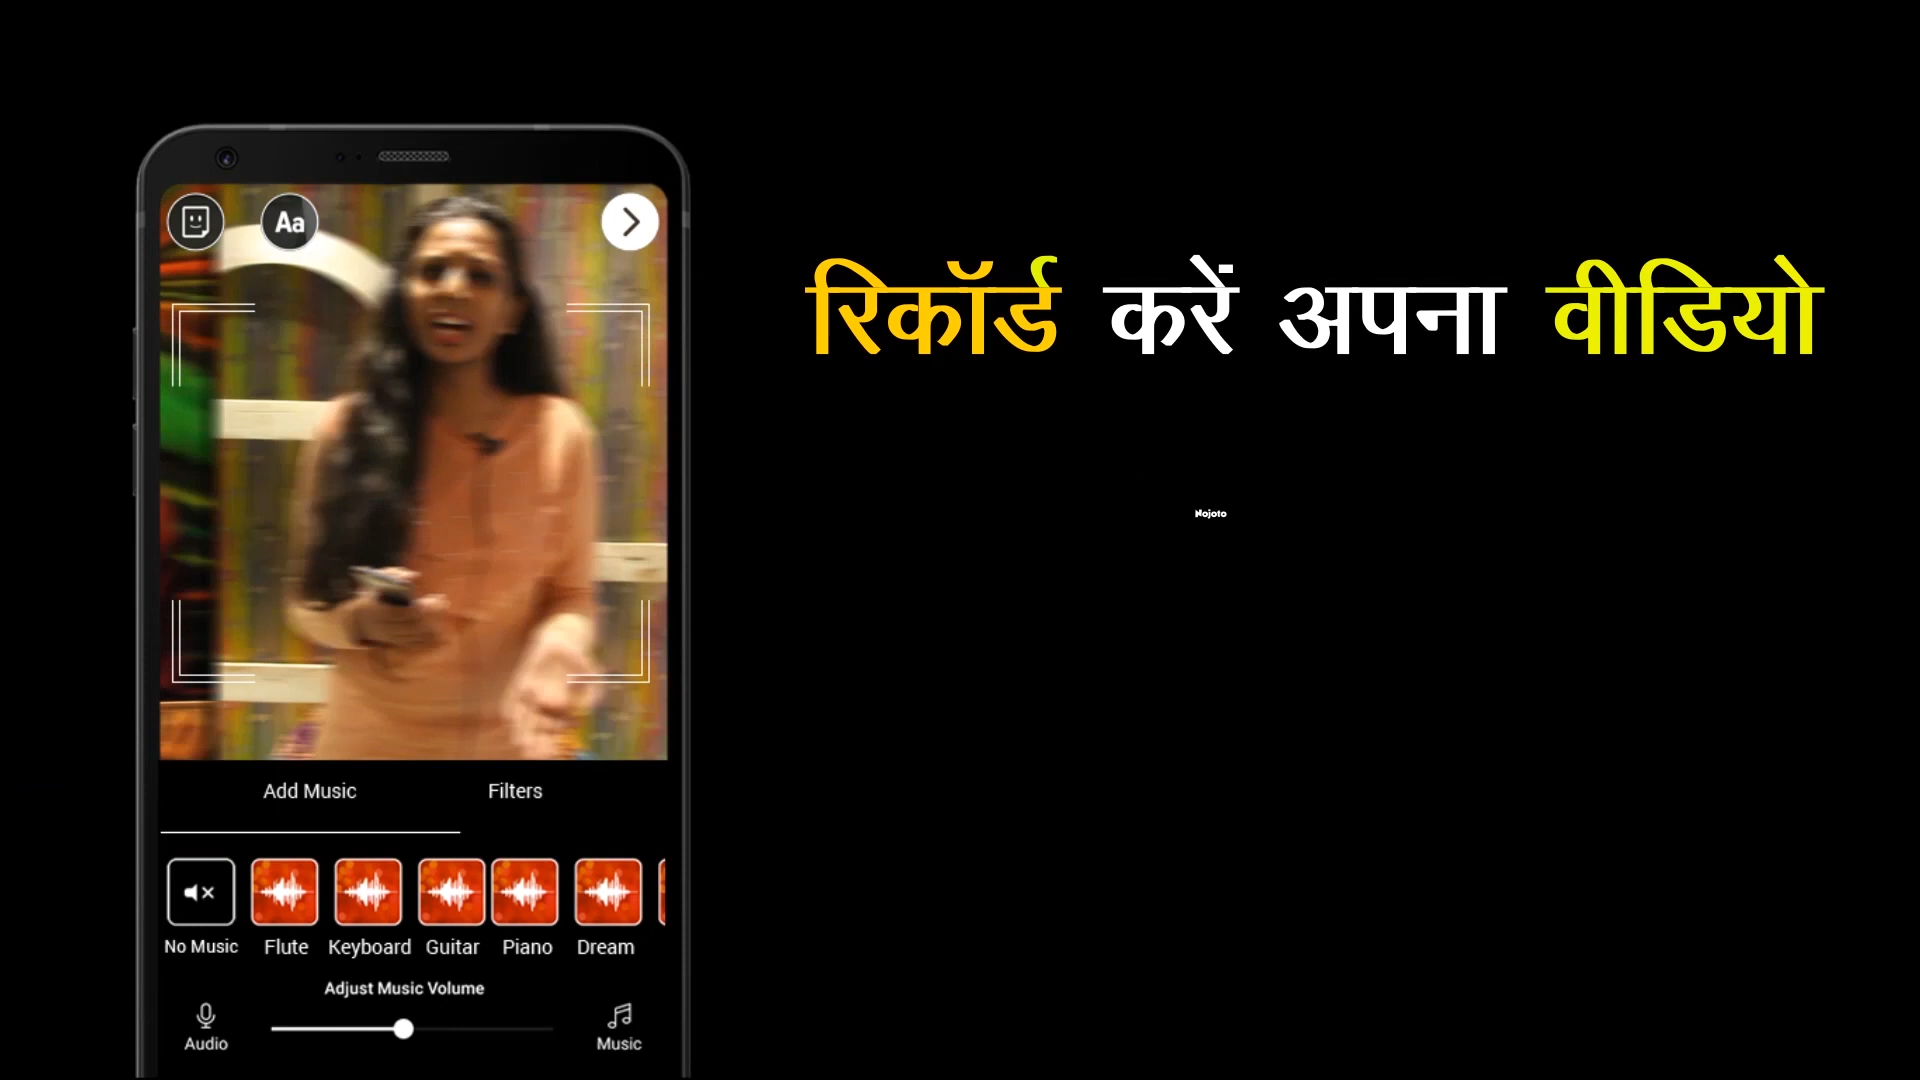 Aa
रिकॉर्ड करें अपना वीडियो
Nojoto
Add Music Filters
No Music Flute Keyboard Guitar Piano Dream
Adjust Music Volume
Audio Music